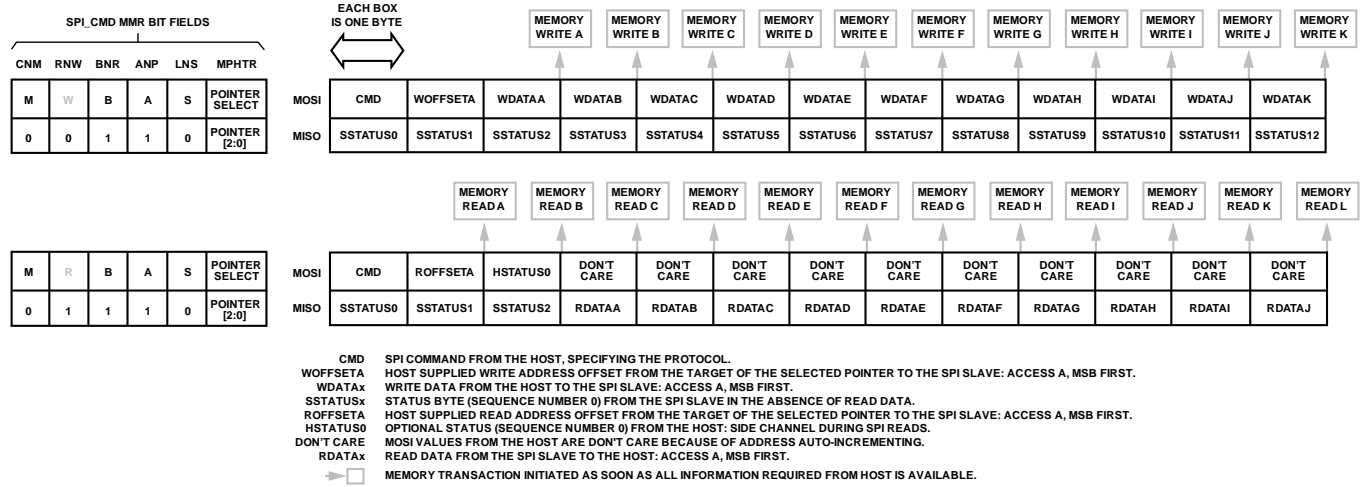 SPI_CMD MMR BIT FIELDS
EACH BOX
IS ONE BYTE
MEMORY WRITE A MEMORY WRITE B MEMORY WRITE C MEMORY WRITE D MEMORY WRITE E MEMORY WRITE F MEMORY WRITE G MEMORY WRITE H MEMORY WRITE I MEMORY WRITE J MEMORY WRITE K
CNM RNW BNR ANP LNS MPHTR
M W B A S POINTER SELECT
0 0 1 1 0 POINTER [2:0]
MOSI CMD WOFFSETA WDATAA WDATAB WDATAC WDATAD WDATAE WDATAF WDATAG WDATAH WDATAI WDATAJ WDATAK
MISO SSTATUS0 SSTATUS1 SSTATUS2 SSTATUS3 SSTATUS4 SSTATUS5 SSTATUS6 SSTATUS7 SSTATUS8 SSTATUS9 SSTATUS10 SSTATUS11 SSTATUS12
MEMORY READ A MEMORY READ B MEMORY READ C MEMORY READ D MEMORY READ E MEMORY READ F MEMORY READ G MEMORY READ H MEMORY READ I MEMORY READ J MEMORY READ K MEMORY READ L
M R B A S POINTER SELECT
0 1 1 1 0 POINTER [2:0]
MOSI CMD ROFFSETA HSTATUS0 DON'T CARE DON'T CARE DON'T CARE DON'T CARE DON'T CARE DON'T CARE DON'T CARE DON'T CARE DON'T CARE DON'T CARE
MISO SSTATUS0 SSTATUS1 SSTATUS2 RDATAA RDATAB RDATAC RDATAD RDATAE RDATAF RDATAG RDATAH RDATAI RDATAJ
CMD SPI COMMAND FROM THE HOST, SPECIFYING THE PROTOCOL.
WOFFSETA HOST SUPPLIED WRITE ADDRESS OFFSET FROM THE TARGET OF THE SELECTED POINTER TO THE SPI SLAVE: ACCESS A, MSB FIRST.
WDATAx WRITE DATA FROM THE HOST TO THE SPI SLAVE: ACCESS A, MSB FIRST.
SSTATUSx STATUS BYTE (SEQUENCE NUMBER 0) FROM THE SPI SLAVE IN THE ABSENCE OF READ DATA.
ROFFSETA HOST SUPPLIED READ ADDRESS OFFSET FROM THE TARGET OF THE SELECTED POINTER TO THE SPI SLAVE: ACCESS A, MSB FIRST.
HSTATUS0 OPTIONAL STATUS (SEQUENCE NUMBER 0) FROM THE HOST: SIDE CHANNEL DURING SPI READS.
DON'T CARE MOSI VALUES FROM THE HOST ARE DON'T CARE BECAUSE OF ADDRESS AUTO-INCREMENTING.
RDATAx READ DATA FROM THE SPI SLAVE TO THE HOST: ACCESS A, MSB FIRST.
MEMORY TRANSACTION INITIATED AS SOON AS ALL INFORMATION REQUIRED FROM HOST IS AVAILABLE.